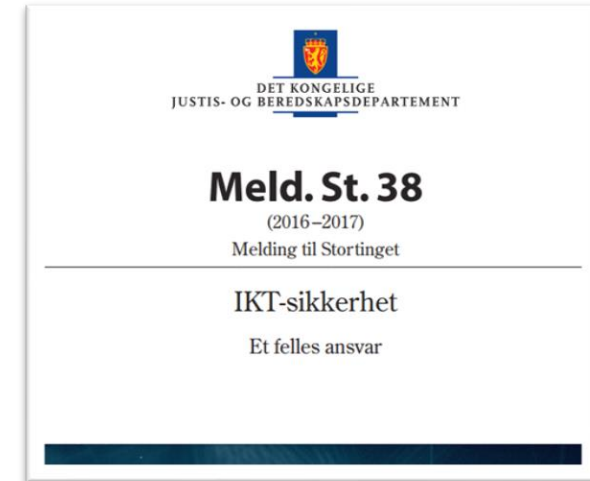 DET KONGELIGE
JUSTIS- OG BEREDSKAPSDEPARTEMENT
Meld. St. 38
(2016–2017)
Melding til Stortinget
IKT-sikkerhet
Et felles ansvar